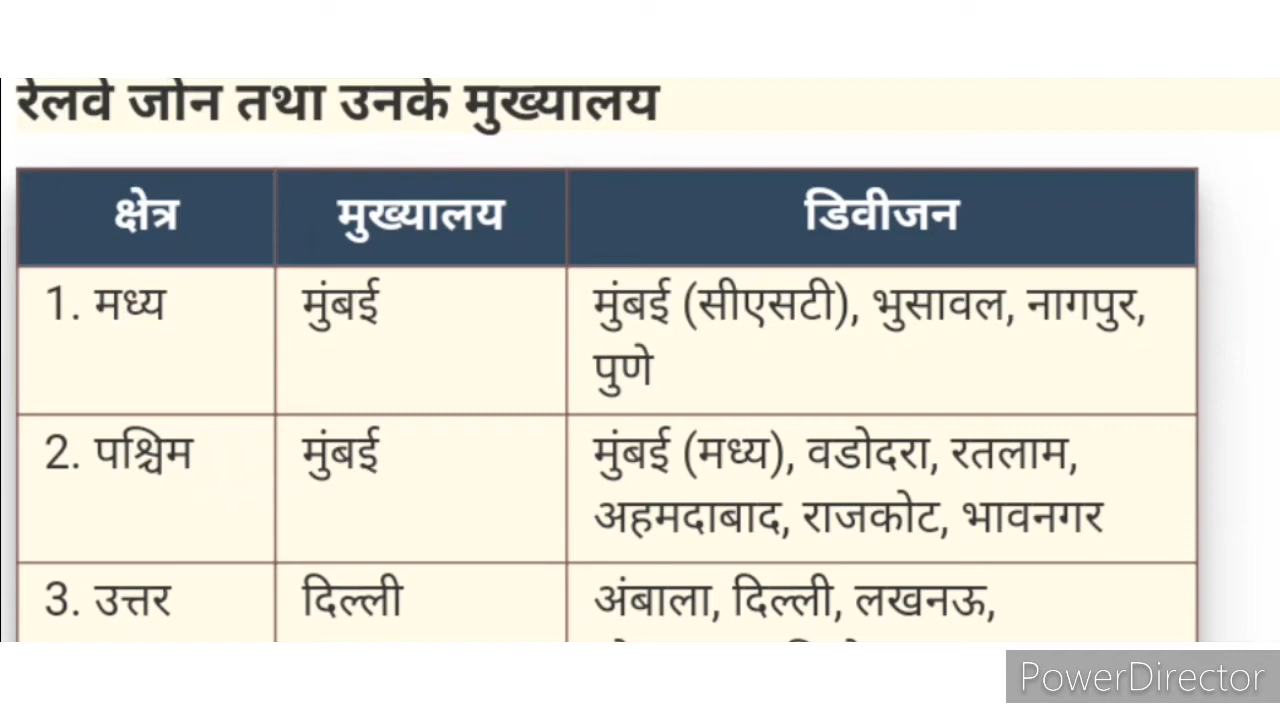 रेलवे जोन तथा उनके मुख्यालय
क्षेत्र मुख्यालय डिवीजन
1. मध्य मुंबई मुंबई (सीएसटी), भुसावल, नागपुर,
पुणे
2. पश्चिम मुंबई मुंबई (मध्य), वडोदरा, रतलाम,
अहमदाबाद, राजकोट, भावनगर
3. उत्तर दिल्ली अंबाला, दिल्ली, लखनऊ,
PowerDirector